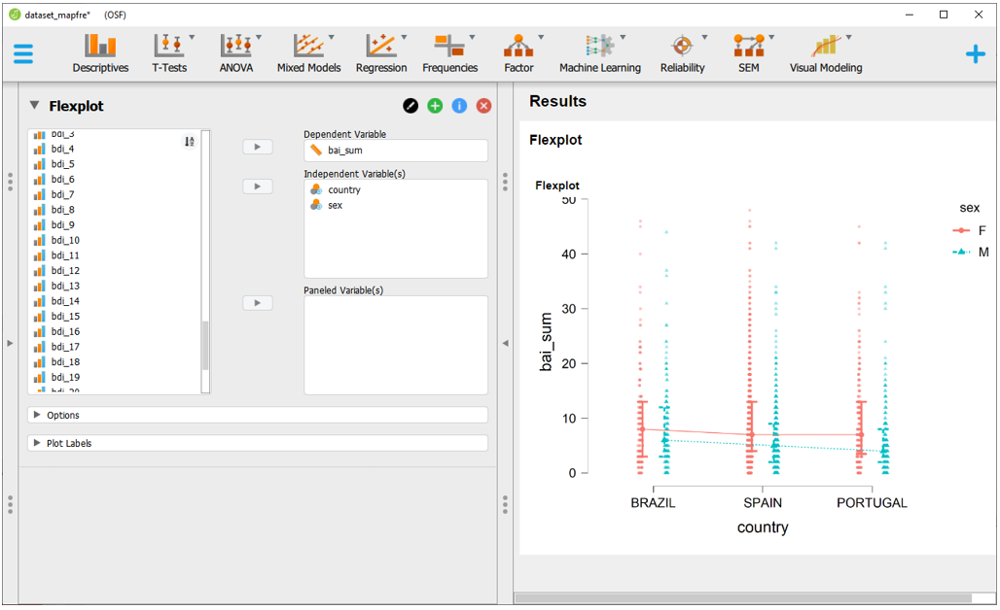 dataset_mapfre* (OSF)
Descriptives T-Tests ANOVA Mixed Models Regression Frequencies Factor Machine Learning Reliability SEM Visual Modeling
Flexplot
bdi_3
bdi_4
bdi_5
bdi_6
bdi_7
bdi_8
bdi_9
bdi_10
bdi_11
bdi_12
bdi_13
bdi_14
bdi_15
bdi_16
bdi_17
bdi_18
bdi_19
bdi_20
Dependent Variable
bai_sum
Independent Variable(s)
country
sex
Paneled Variable(s)
Options
Plot Labels
Results
Flexplot
Flexplot
50
40
30
20
10
0
bai_sum
BRAZIL SPAIN PORTUGAL
country
sex
F
M